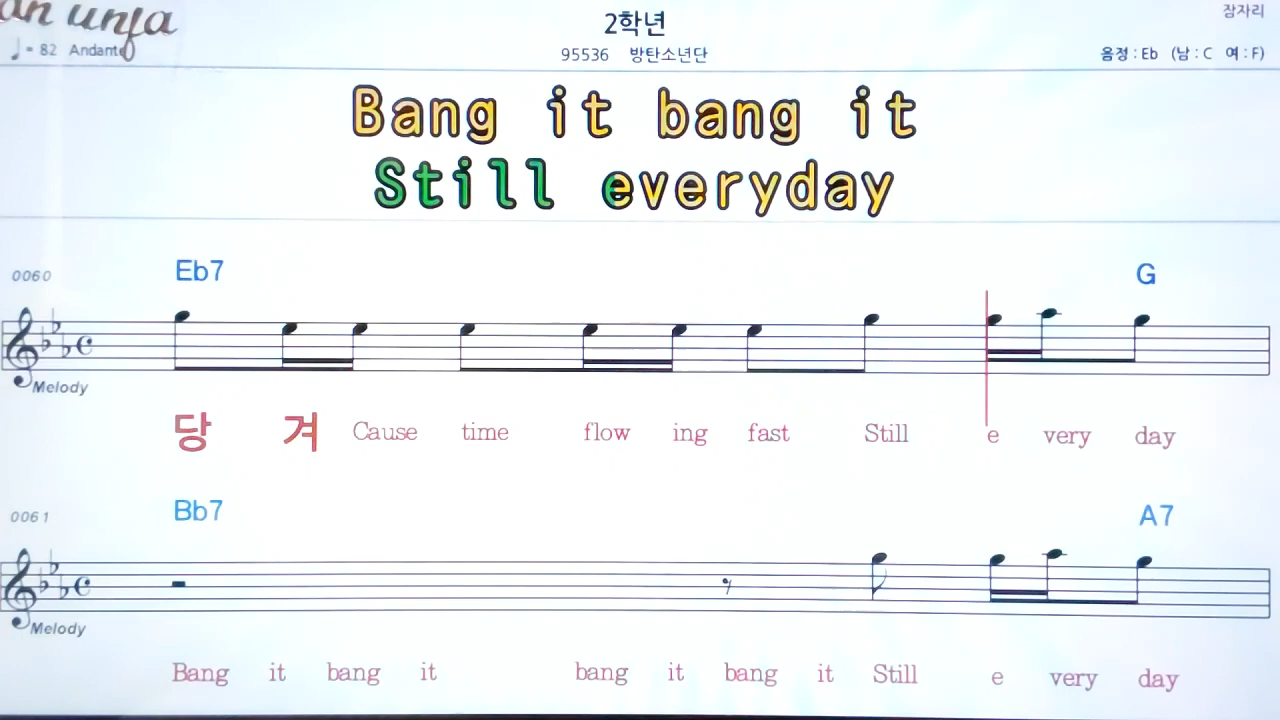 잠자리
2학년
♩= 82 Andante
95536 방탄소년단
음정 : Eb (남 : C 여 : F)
Bang it bang it
Still everyday
0060
Eb7 G
Melody
당 겨 Cause time flow ing fast Still e very day
0061
Bb7 A7
Melody
Bang it bang it bang it bang it Still e very day